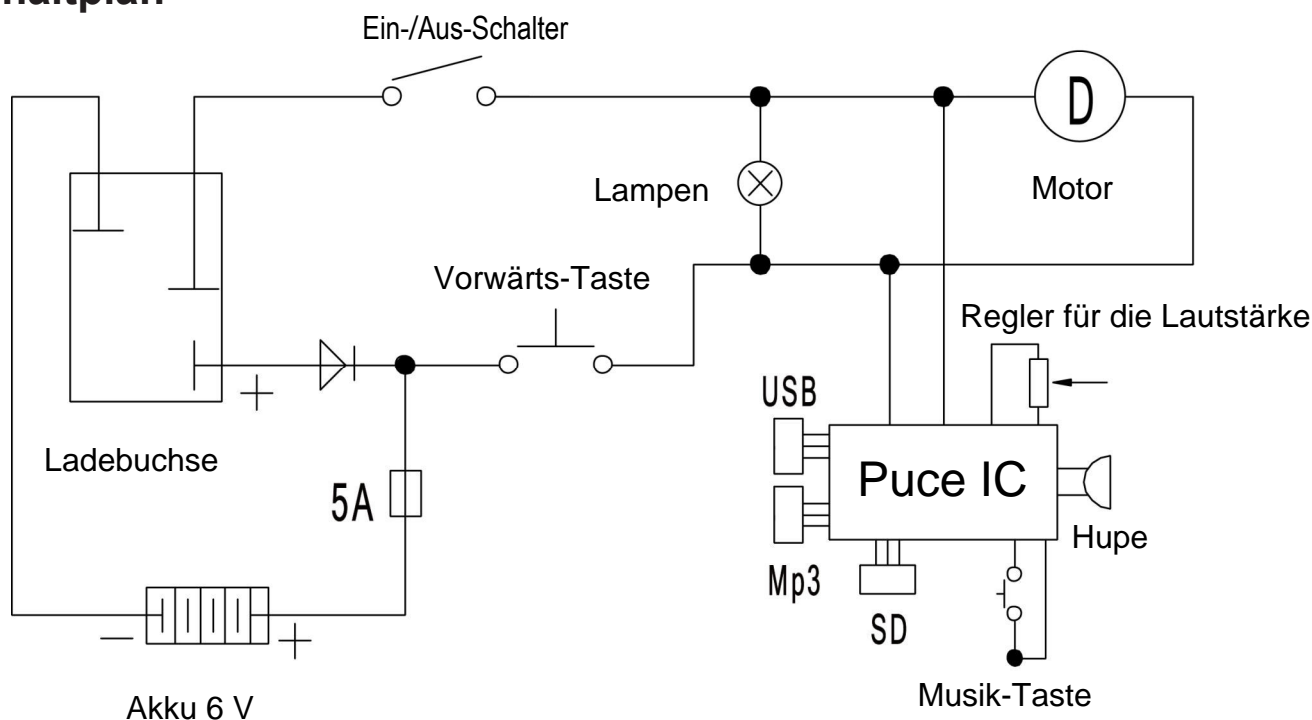 Ein-/Aus-Schalter
D
Lampen
Motor
Vorwärts-Taste
Regler für die Lautstärke
+
USB
Ladebuchse
Puce IC
5A
Hupe
Mp3
SD
− +
Musik-Taste
Akku 6 V